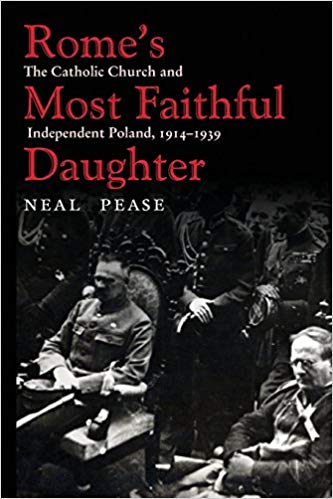 Rome's
The Catholic Church and
Most Faithful
Independent Poland, 1914–1939
Daughter
NEAL PEASE